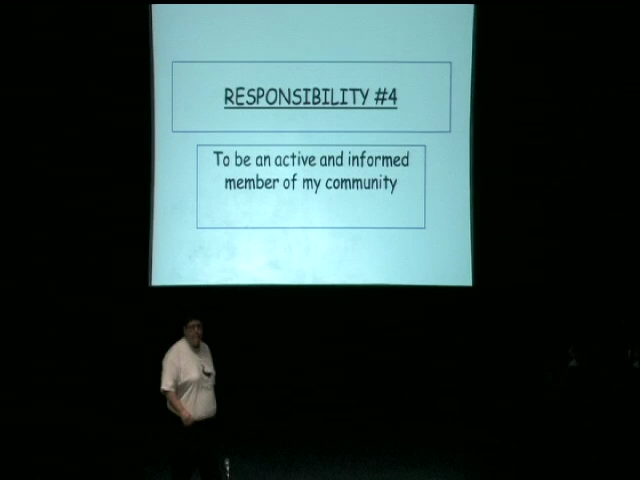 RESPONSIBILITY #4
To be an active and informed
member of my community